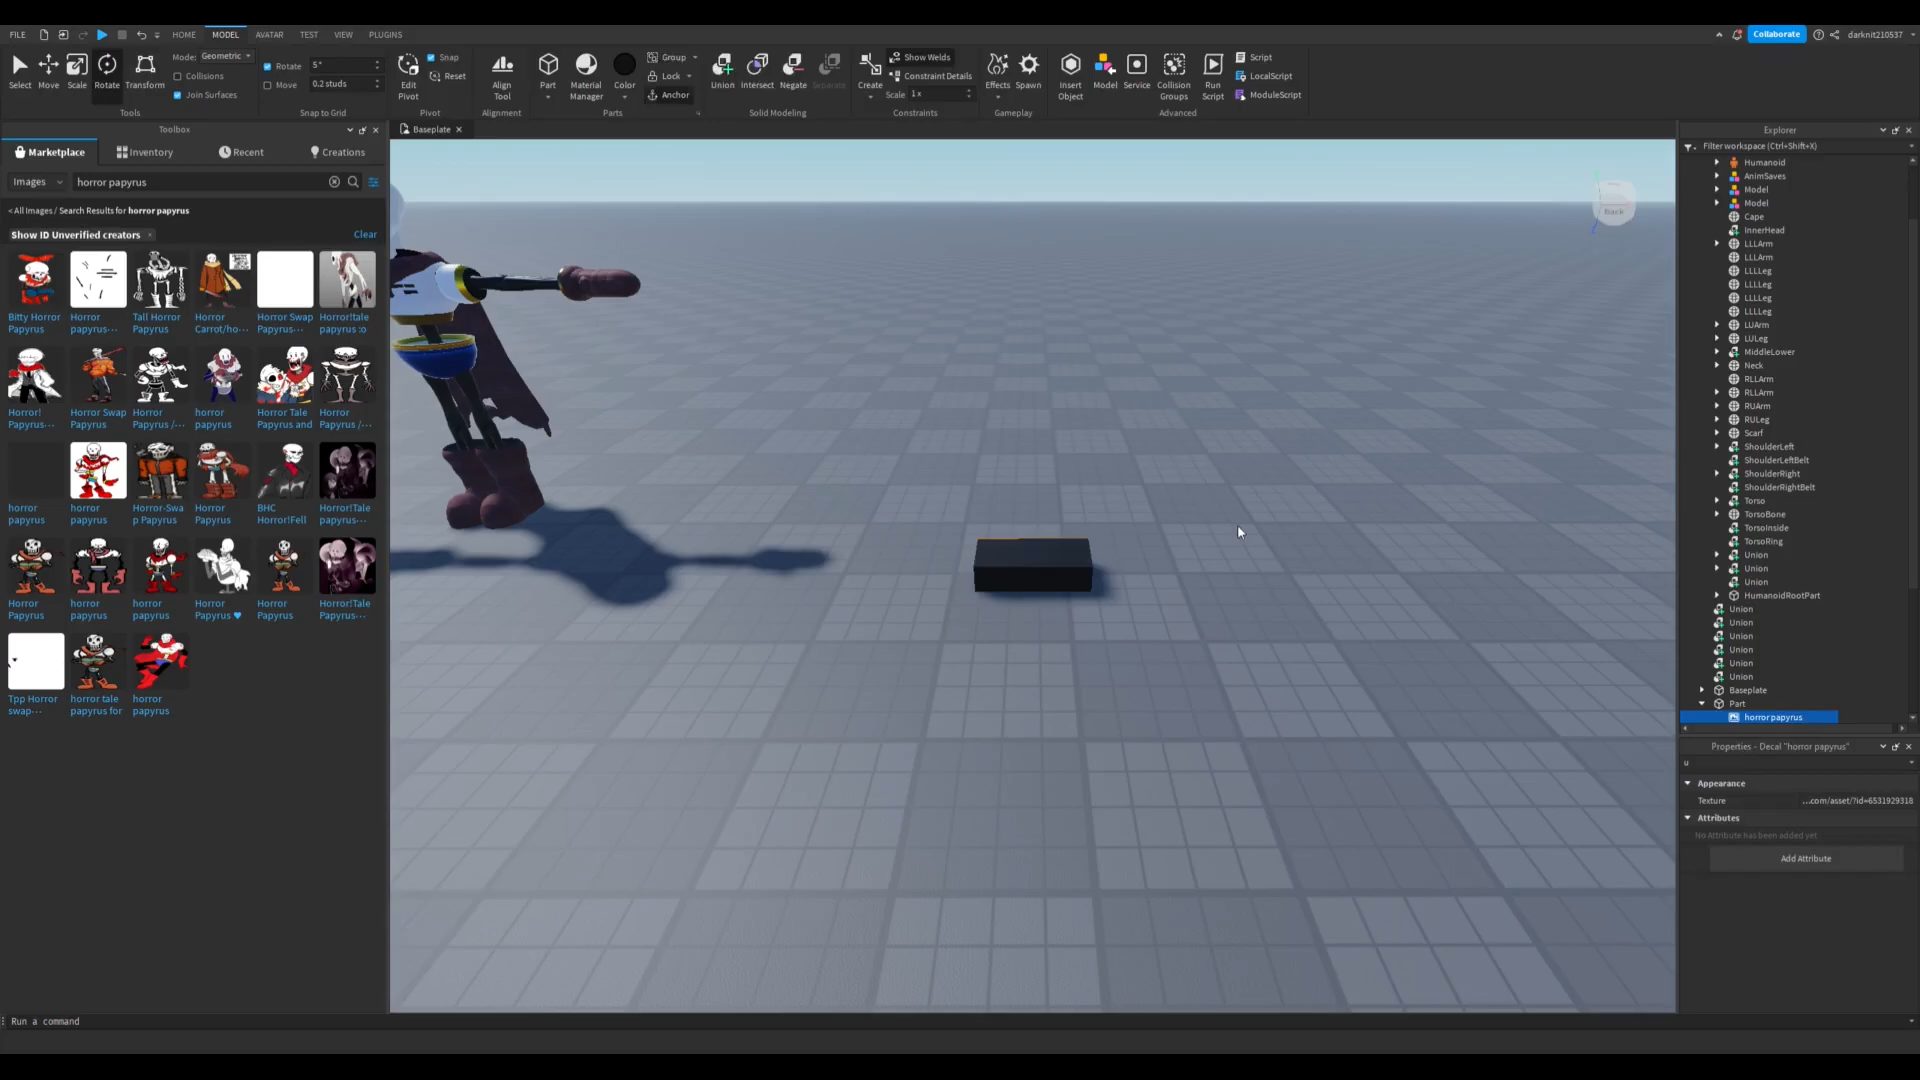 FILE
HOME
MODEL
AVATAR
TEST
VIEW
PLUGINS
Collaborate
darknit210537
Select
Move
Scale
Rotate
Transform
Mode: Geometric
Collisions
Join Surfaces
Tools
Rotate 5°
Move 0.2 studs
Snap to Grid
Edit Pivot
Snap
Reset
Pivot
Align Tool
Alignment
Part
Material Manager
Color
Group
Lock
Anchor
Parts
Union
Intersect
Negate
Separate
Solid Modeling
Create
Show Welds
Constraint Details
Scale 1x
Constraints
Effects
Spawn
Gameplay
Insert Object
Model
Service
Collision Groups
Run Script
Script
LocalScript
ModuleScript
Advanced
Toolbox
Marketplace
Inventory
Recent
Creations
Images
horror papyrus
< All Images / Search Results for horror papyrus
Show ID Unverified creators
Clear
Bitty Horror Papyrus
Horror papyrus...
Tall Horror Papyrus
Horror Carrot/ho...
Horror Swap Papyrus...
Horror!tale papyrus :o
Horror! Papyrus...
Horror Swap Papyrus
Horror Papyrus /...
horror papyrus
Horror Tale Papyrus and
Horror Papyrus /...
horror papyrus
horror papyrus
Horror-Swa p Papyrus
Horror Papyrus
BHC Horror!Fell
Horror!Tale papyrus...
Horror Papyrus
horror papyrus
horror papyrus
Horror Papyrus ♥
Horror Papyrus
Horror!Tale Papyrus...
Tpp Horror swap...
horror tale papyrus for
horror papyrus
Baseplate
Back
Explorer
Filter workspace (Ctrl+Shift+X)
Humanoid
AnimSaves
Model
Model
Cape
InnerHead
LLLArm
LLLArm
LLLLeg
LLLLeg
LLLLeg
LLLLeg
LUArm
LULeg
MiddleLower
Neck
RLLArm
RLLArm
RUArm
RULeg
Scarf
ShoulderLeft
ShoulderLeftBelt
ShoulderRight
ShoulderRightBelt
Torso
TorsoBone
TorsoInside
TorsoRing
Union
Union
Union
HumanoidRootPart
Union
Union
Union
Union
Union
Union
Baseplate
Part
horror papyrus
Properties - Decal "horror papyrus"
u
Appearance
Texture ...com/asset/?id=6531929318
Attributes
No Attribute has been added yet
Add Attribute
Run a command